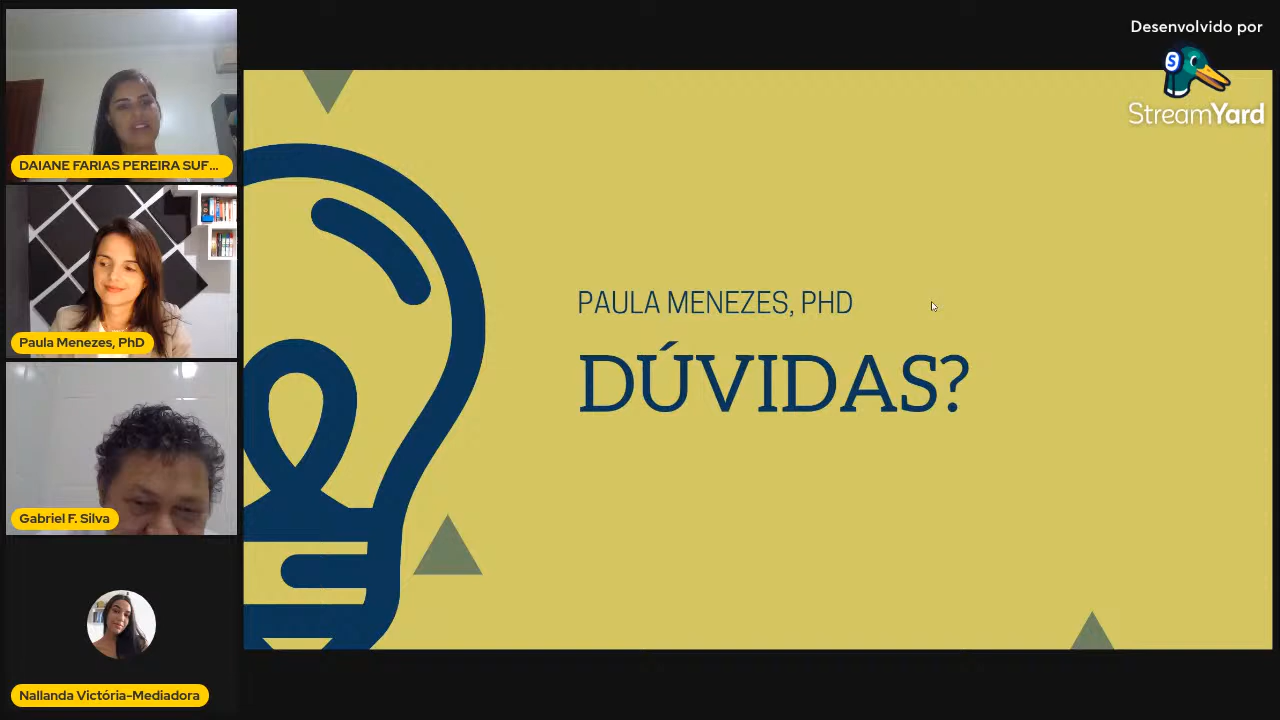 Desenvolvido por
StreamYard
DAIANE FARIAS PEREIRA SUF...
Paula Menezes, PhD
Gabriel F. Silva
Nallanda Victória-Mediadora
PAULA MENEZES, PHD
DÚVIDAS?